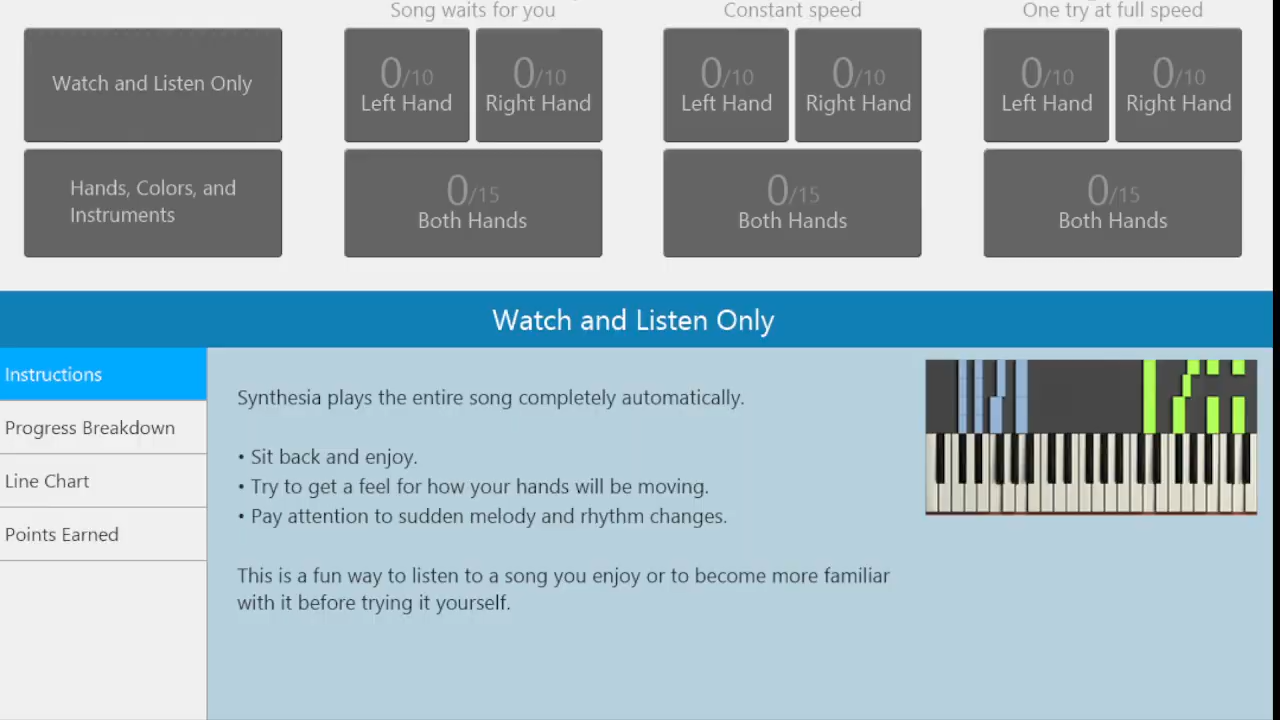 Song waits for you
Constant speed
One try at full speed
Watch and Listen Only
0/10
Left Hand
0/10
Right Hand
0/10
Left Hand
0/10
Right Hand
0/10
Left Hand
0/10
Right Hand
Hands, Colors, and
Instruments
0/15
Both Hands
0/15
Both Hands
0/15
Both Hands
Watch and Listen Only
Instructions
Progress Breakdown
Line Chart
Points Earned
Synthesia plays the entire song completely automatically.
• Sit back and enjoy.
• Try to get a feel for how your hands will be moving.
• Pay attention to sudden melody and rhythm changes.
This is a fun way to listen to a song you enjoy or to become more familiar
with it before trying it yourself.